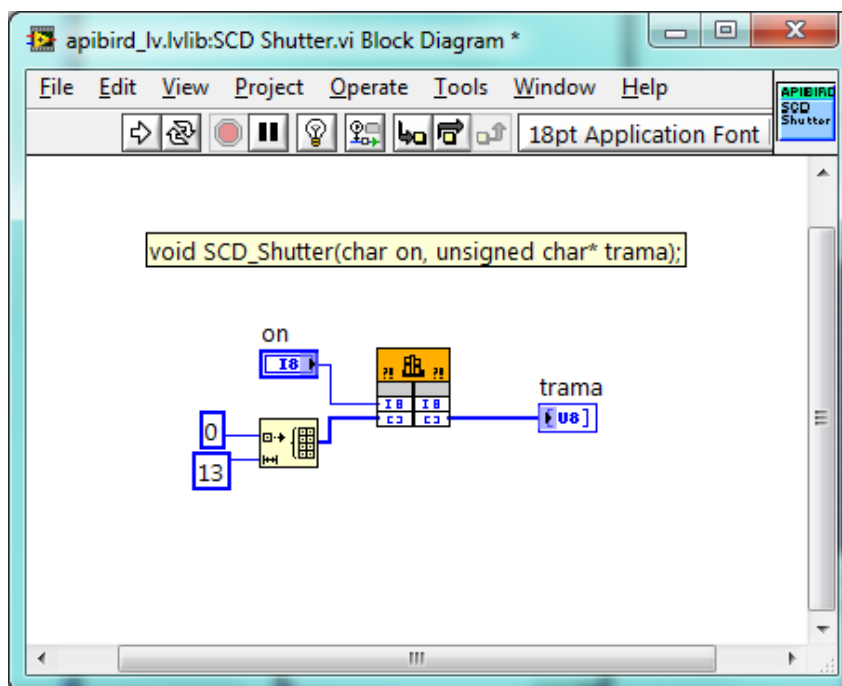 apibird_lv.lvlib:SCD Shutter.vi Block Diagram *
File Edit View Project Operate Tools Window Help
APIBIRD
SCD
Shutter
18pt Application Font
void SCD_Shutter(char on, unsigned char* trama);
on
I8
?! ?!
trama
I8 I8
U8
0
13